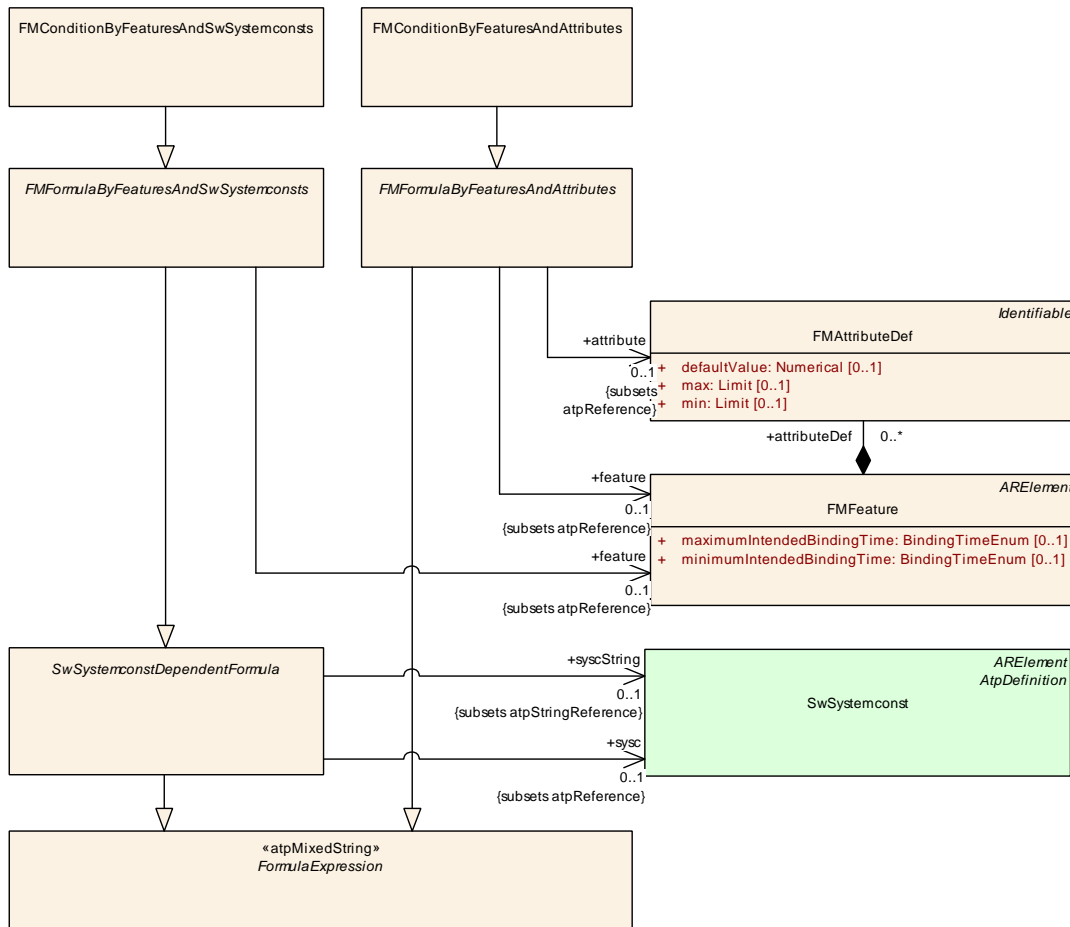 FMConditionByFeaturesAndSwSystemconsts
FMConditionByFeaturesAndAttributes
FMFormulaByFeaturesAndSwSystemconsts
FMFormulaByFeaturesAndAttributes
Identifiable
FMAttributeDef
+ defaultValue: Numerical [0..1]
+ max: Limit [0..1]
+ min: Limit [0..1]
+attribute
0..1
{subsets
atpReference}
+attributeDef 0..*
ARElement
FMFeature
+ maximumIntendedBindingTime: BindingTimeEnum [0..1]
+ minimumIntendedBindingTime: BindingTimeEnum [0..1]
+feature
0..1
{subsets atpReference}
+feature
0..1
{subsets atpReference}
SwSystemconstDependentFormula
+syscString
0..1
{subsets atpStringReference}
+sysc
0..1
{subsets atpReference}
ARElement
AtpDefinition
SwSystemconst
«atpMixedString»
FormulaExpression